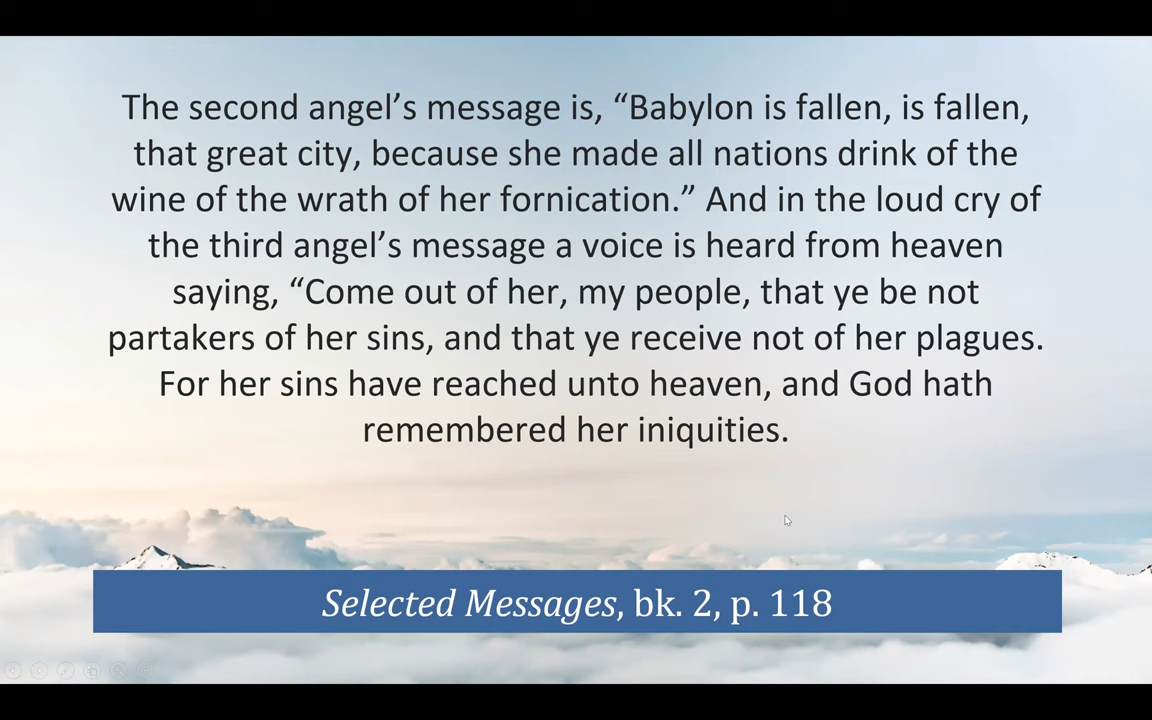 The second angel’s message is, “Babylon is fallen, is fallen,
that great city, because she made all nations drink of the
wine of the wrath of her fornication.” And in the loud cry of
the third angel’s message a voice is heard from heaven
saying, “Come out of her, my people, that ye be not
partakers of her sins, and that ye receive not of her plagues.
For her sins have reached unto heaven, and God hath
remembered her iniquities.
Selected Messages, bk. 2, p. 118